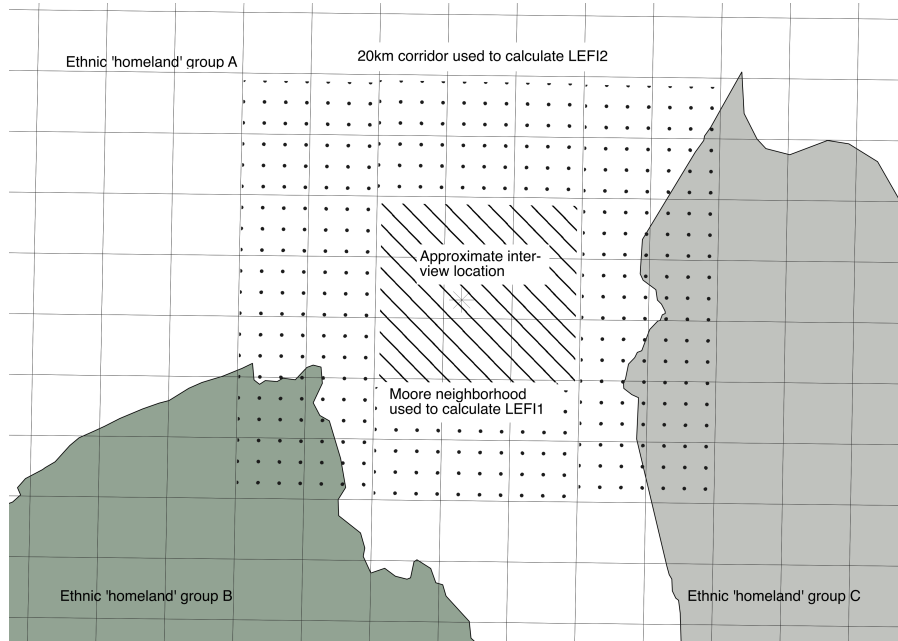 20km corridor used to calculate LEFI2
Ethnic 'homeland' group A
Approximate inter-
view location
Moore neighborhood
used to calculate LEFI1
Ethnic 'homeland' group B
Ethnic 'homeland' group C